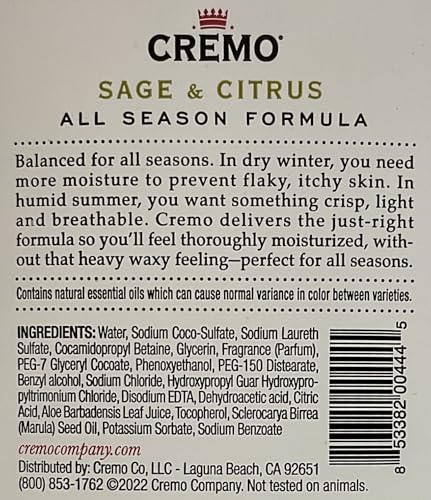 CREMO
SAGE & CITRUS
ALL SEASON FORMULA
Balanced for all seasons. In dry winter, you need
more moisture to prevent flaky, itchy skin. In
humid summer, you want something crisp, light
and breathable. Cremo delivers the just-right
formula so you'll feel thoroughly moisturized, with-
out that heavy waxy feeling—perfect for all seasons.
Contains natural essential oils which can cause normal variance in color between varieties.
INGREDIENTS: Water, Sodium Coco-Sulfate, Sodium Laureth
Sulfate, Cocamidopropyl Betaine, Glycerin, Fragrance (Parfum),
PEG-7 Glyceryl Cocoate, Phenoxyethanol, PEG-150 Distearate,
Benzyl alcohol, Sodium Chloride, Hydroxypropyl Guar Hydroxypro-
pyltrimonium Chloride, Disodium EDTA, Dehydroacetic acid, Citric
Acid, Aloe Barbadensis Leaf Juice, Tocopherol, Sclerocarya Birrea
(Marula) Seed Oil, Potassium Sorbate, Sodium Benzoate
cremocompany.com
Distributed by: Cremo Co, LLC - Laguna Beach, CA 92651
(800) 853-1762 ©2022 Cremo Company. Not tested on animals.
8 53382 00444 5